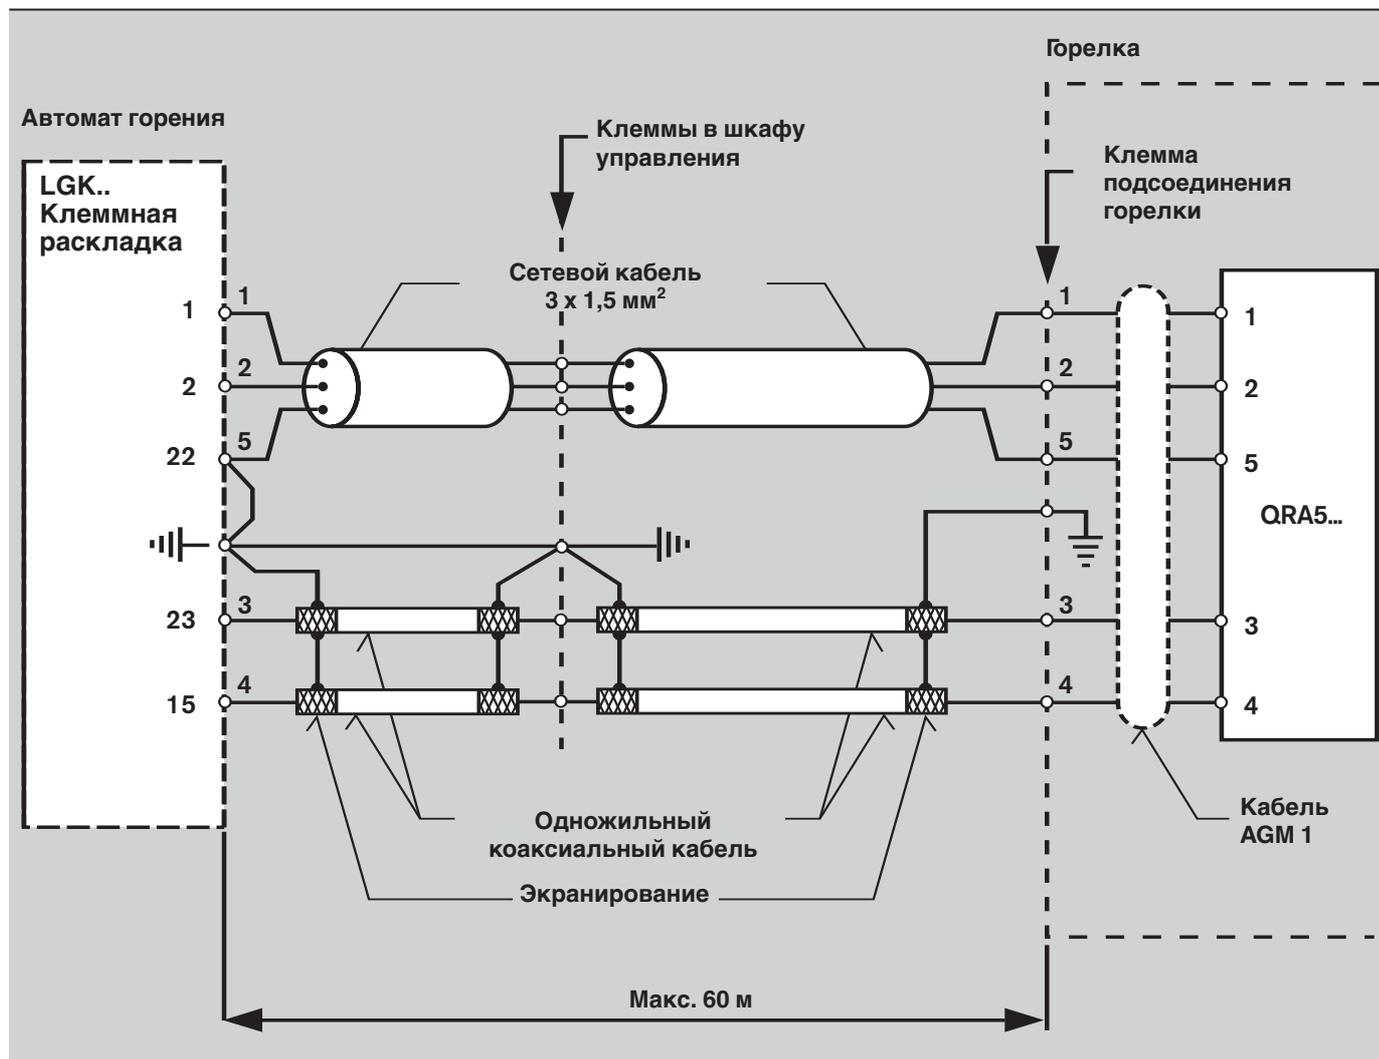 Горелка
Автомат горения
Клеммы в шкафу
управления
Клемма
подсоединения
горелки
LGK..
Клеммная
раскладка
Сетевой кабель
3 x 1,5 мм²
1
1
1
1
2
2
2
2
22
5
5
5
QRA5...
23
3
3
3
15
4
4
4
Одножильный
коаксиальный кабель
Кабель
AGM 1
Экранирование
Макс. 60 м